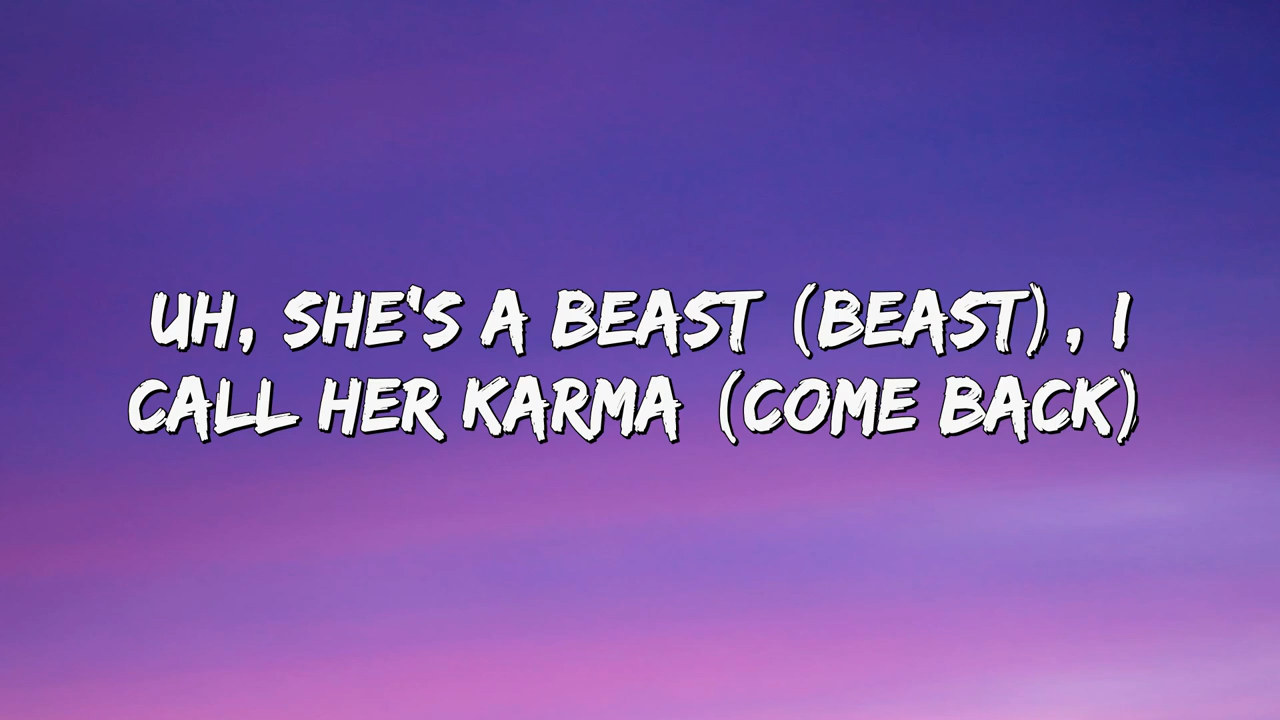 UH, SHE'S A BEAST (BEAST), I
CALL HER KARMA (COME BACK)